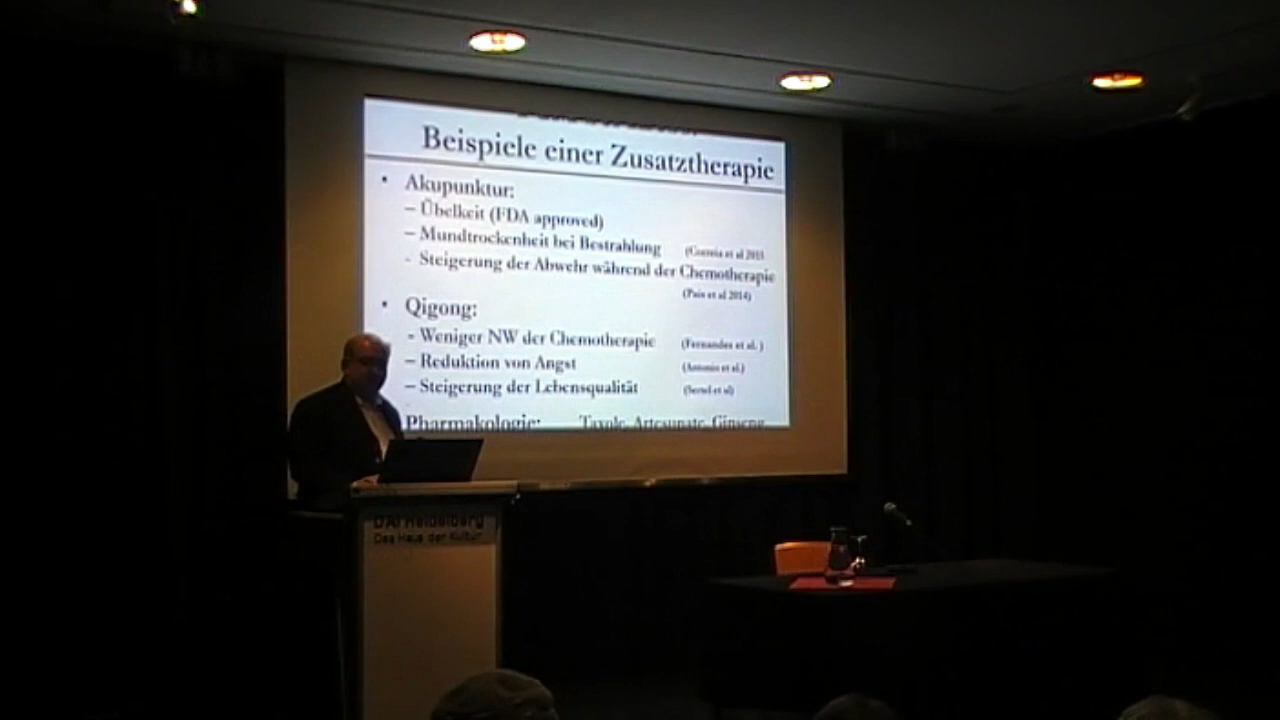 Beispiele einer Zusatztherapie
• Akupunktur:
– Übelkeit (FDA approved)
– Mundtrockenheit bei Bestrahlung (Correia et al 2015
- Steigerung der Abwehr während der Chemotherapie
(Pais et al 2014)
• Qigong:
- Weniger NW der Chemotherapie (Fernandes et al. )
– Reduktion von Angst (Antonio et al.)
– Steigerung der Lebensqualität et al)
Pharmakologie: Taxole, Artesunate, Ginseng
DAI Heidelberg
Das Haus der Kultur